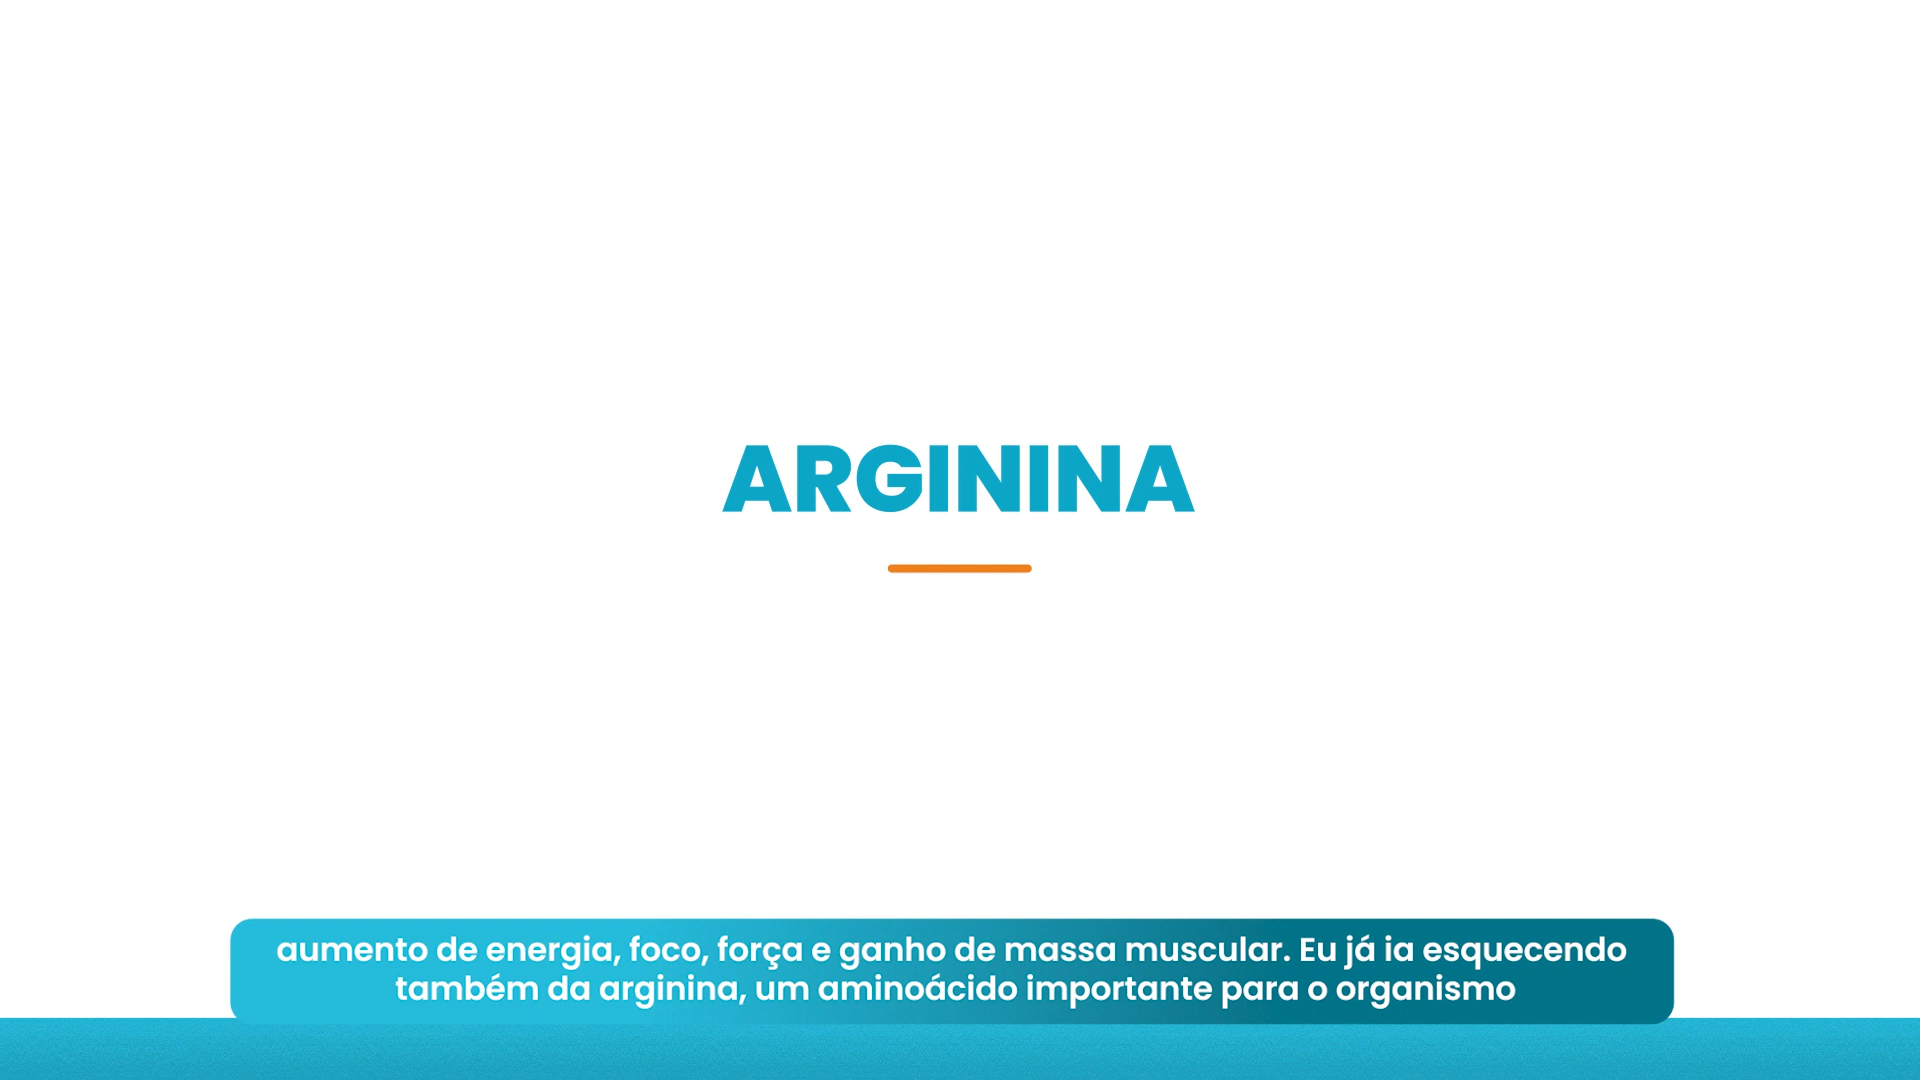 ARGININA
aumento de energia, foco, força e ganho de massa muscular. Eu já ia esquecendo
também da arginina, um aminoácido importante para o organismo